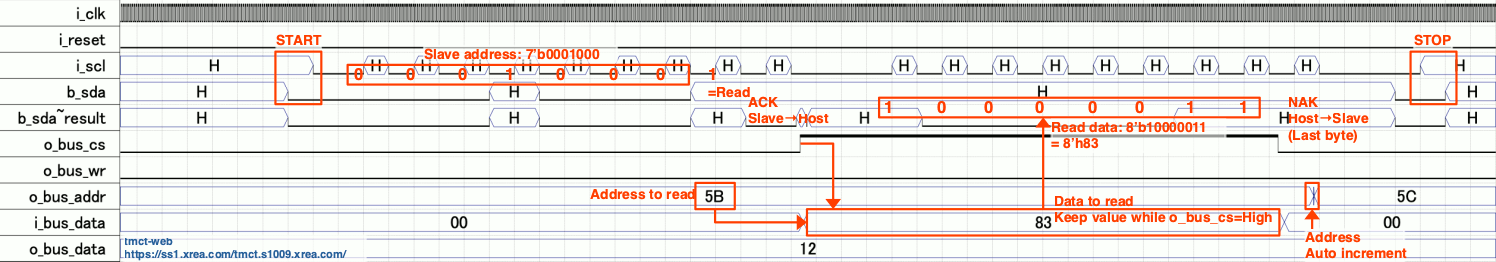 i_clk
i_reset
START
STOP
Slave address: 7'b0001000
i_scl
H H H H H H H H H H H H H H H H H H H H H
0 0 0 1 0 0 0 1
=Read
b_sda
H H H H
ACK
Slave→Host
1 0 0 0 0 0 1 1
NAK
Host→Slave
(Last byte)
b_sda~result
H H H H H H
Read data: 8'b10000011
= 8'h83
o_bus_cs
o_bus_wr
o_bus_addr
Address to read
5B
5C
Data to read
Keep value while o_bus_cs=High
i_bus_data
00
83
00
Address
Auto increment
o_bus_data
tmct-web
https://ss1.xrea.com/tmct.s1009.xrea.com/
12